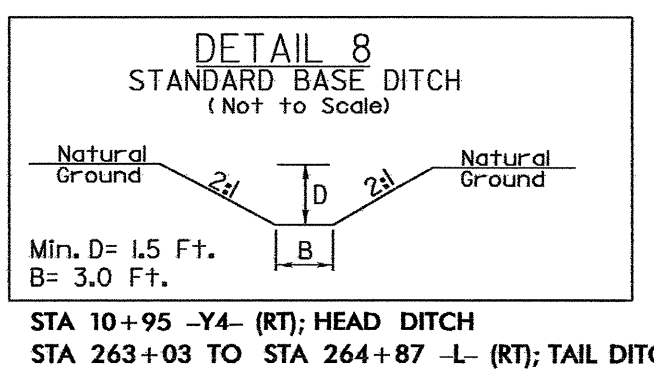 DETAIL 8
STANDARD BASE DITCH
(Not to Scale)
Natural
Ground
2:1
D
2:1
Natural
Ground
B
Min. D= 1.5 Ft.
B= 3.0 Ft.
STA 10+95 -Y4- (RT); HEAD DITCH
STA 263+03 TO STA 264+87 -L- (RT); TAIL